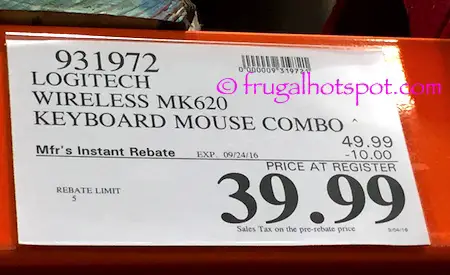 931972
LOGITECH
WIRELESS MK620
KEYBOARD MOUSE COMBO
© frugalhotspot.com
49.99
Mfr's Instant Rebate EXP. 09/24/16 -10.00
PRICE AT REGISTER
39.99
REBATE LIMIT
5
Sales Tax on the pre-rebate price